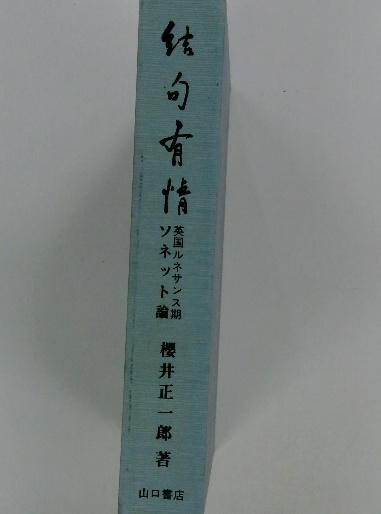 結句有情
英国ルネサンス期
ソネット論
櫻井正一郎 著
山口書店